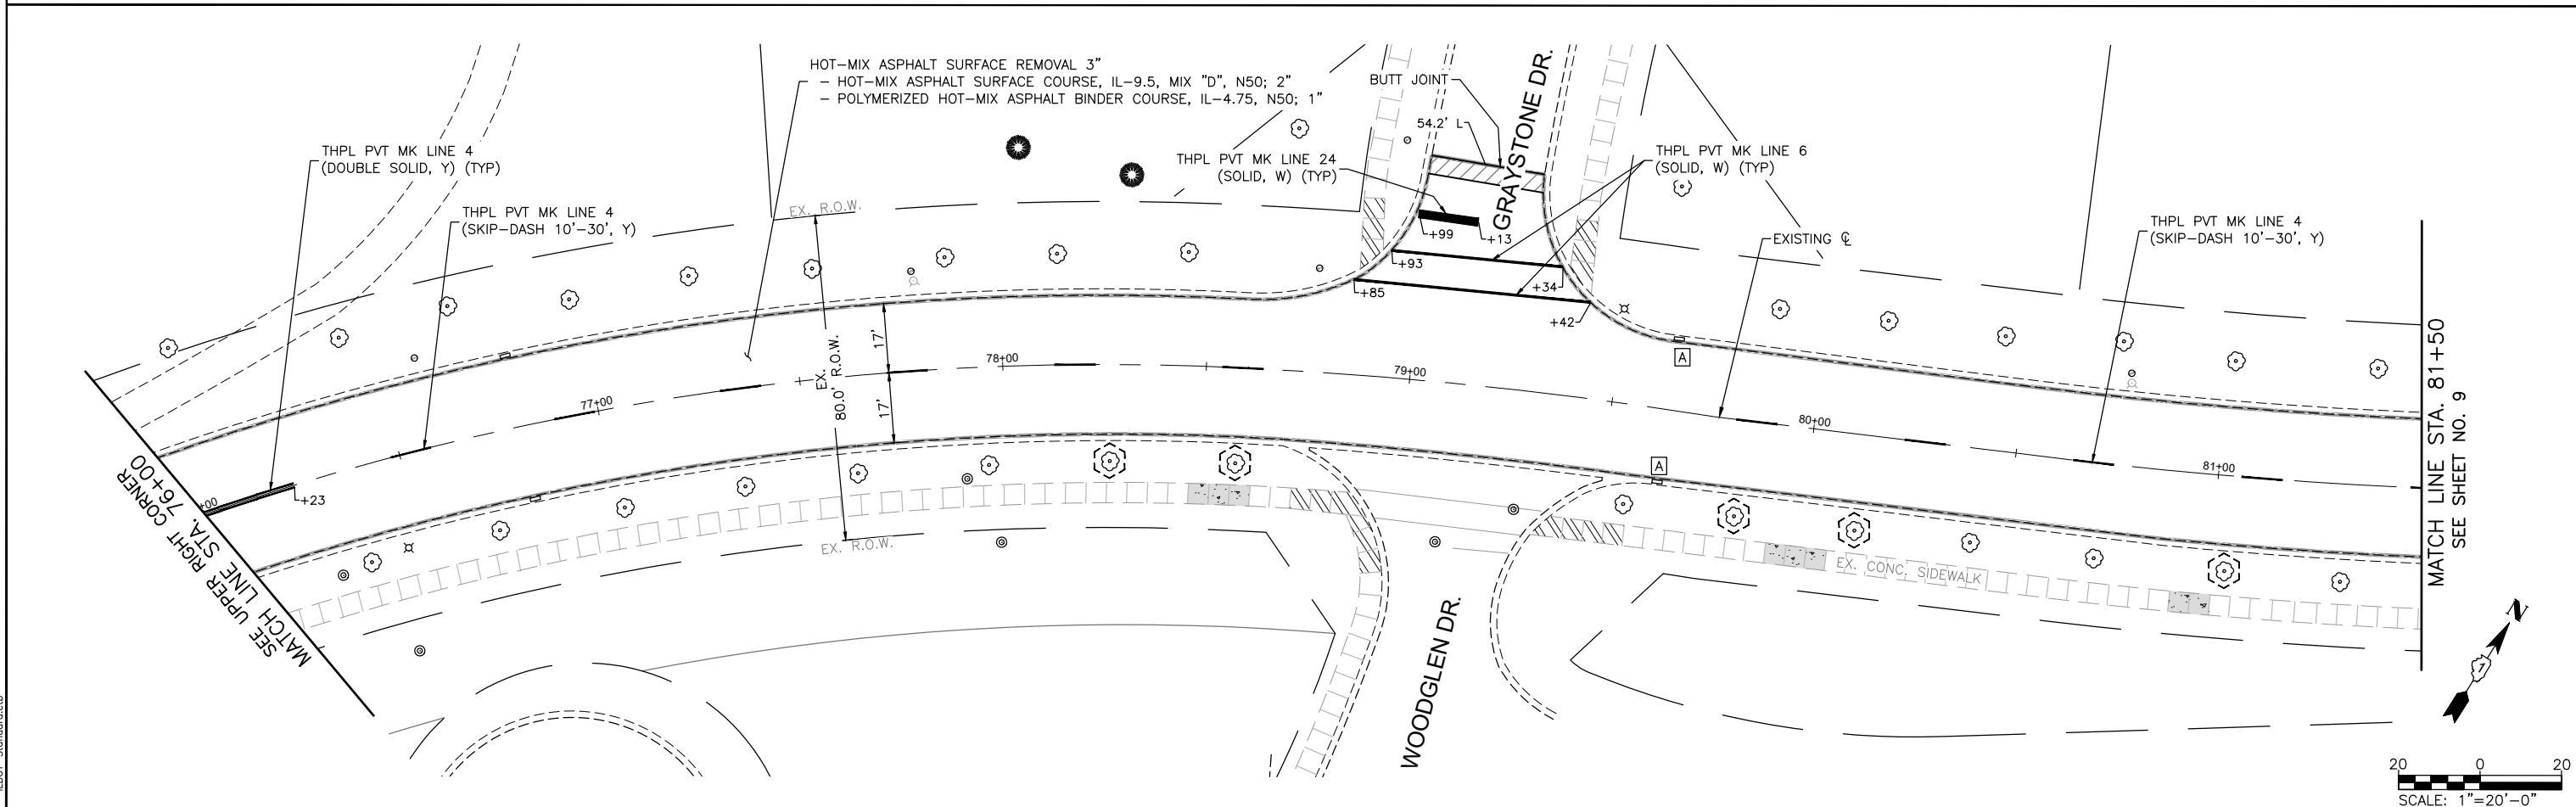 HOT-MIX ASPHALT SURFACE REMOVAL 3"
- HOT-MIX ASPHALT SURFACE COURSE, IL-9.5, MIX "D", N50; 2"
- POLYMERIZED HOT-MIX ASPHALT BINDER COURSE, IL-4.75, N50; 1"
BUTT JOINT
GRAYSTONE DR.
54.2' L
THPL PVT MK LINE 4
(DOUBLE SOLID, Y) (TYP)
THPL PVT MK LINE 24
(SOLID, W) (TYP)
THPL PVT MK LINE 6
(SOLID, W) (TYP)
THPL PVT MK LINE 4
(SKIP-DASH 10'-30', Y)
EX. R.O.W.
THPL PVT MK LINE 4
(SKIP-DASH 10'-30', Y)
+99
+13
EXISTING ℄
+93
+34
+85
+42
17'
17'
EX.
80.0' R.O.W.
77+00
78+00
79+00
80+00
81+00
A
A
+00
+23
SEE UPPER RIGHT CORNER
MATCH LINE STA. 76+00
MATCH LINE STA. 81+50
SEE SHEET NO. 9
EX. R.O.W.
EX. CONC. SIDEWALK
WOODGLEN DR.
N
1
20 0 20
SCALE: 1"=20'-0"